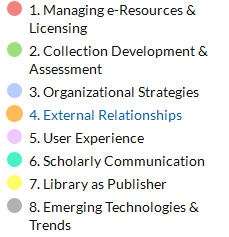 1. Managing e-Resources &
Licensing
2. Collection Development &
Assessment
3. Organizational Strategies
4. External Relationships
5. User Experience
6. Scholarly Communication
7. Library as Publisher
8. Emerging Technologies &
Trends